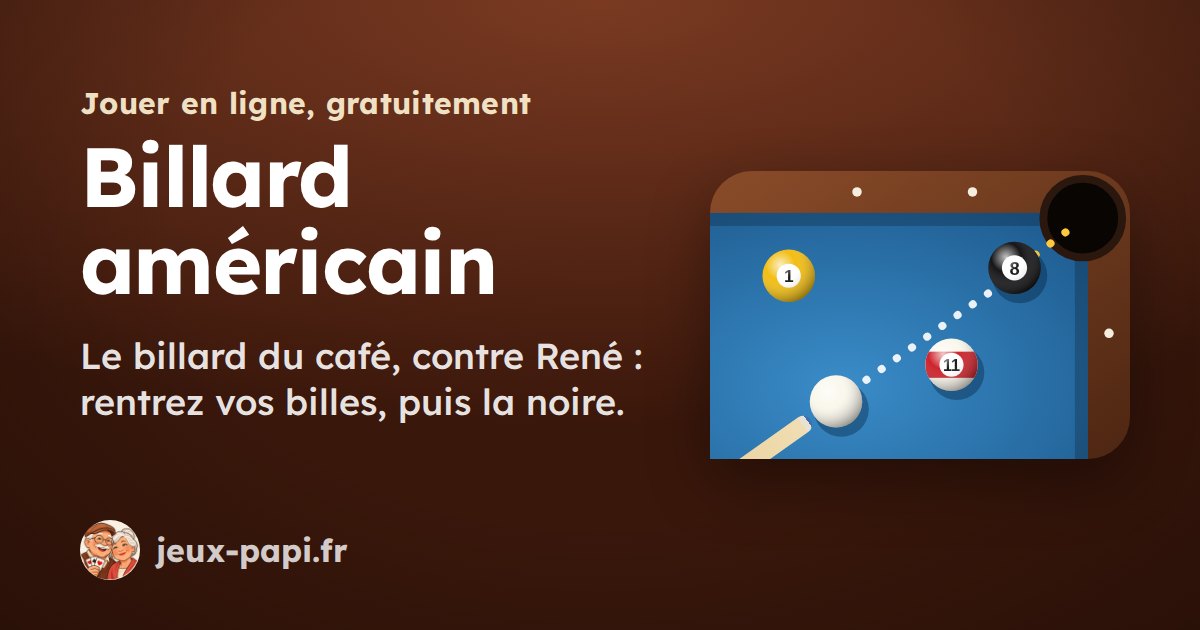 Jouer en ligne, gratuitement
Billard
américain
Le billard du café, contre René :
rentrez vos billes, puis la noire.
jeux-papi.fr
1
8
11